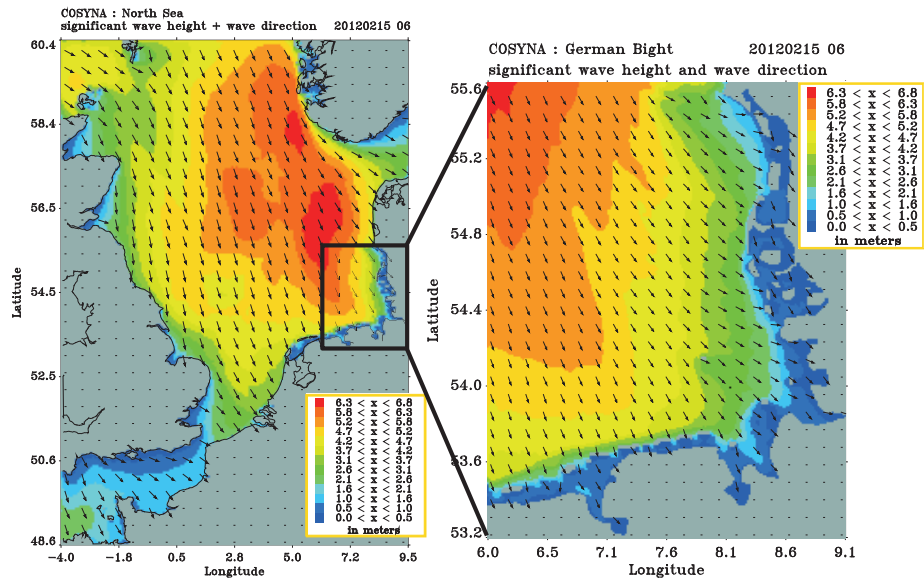 COSYNA : North Sea 20120215 06
significant wave height + wave direction
60.4
58.4
56.5
54.5
52.5
50.6
48.6
Latitude
-4.0 -1.7 0.5 2.8 5.0 7.2 9.5
Longitude
6.3 < x < 6.8
5.8 < x < 6.3
5.2 < x < 5.8
4.7 < x < 5.2
4.2 < x < 4.7
3.7 < x < 4.2
3.1 < x < 3.7
2.6 < x < 3.1
2.1 < x < 2.6
1.6 < x < 2.1
1.0 < x < 1.6
0.5 < x < 1.0
0.0 < x < 0.5
in meters
COSYNA : German Bight 20120215 06
significant wave height and wave direction
55.6
55.2
54.8
54.4
54.0
53.6
53.2
Latitude
6.0 6.5 7.1 7.6 8.1 8.6 9.1
Longitude
6.3 < x < 6.8
5.8 < x < 6.3
5.2 < x < 5.8
4.7 < x < 5.2
4.2 < x < 4.7
3.7 < x < 4.2
3.1 < x < 3.7
2.6 < x < 3.1
2.1 < x < 2.6
1.6 < x < 2.1
1.0 < x < 1.6
0.5 < x < 1.0
0.0 < x < 0.5
in meters